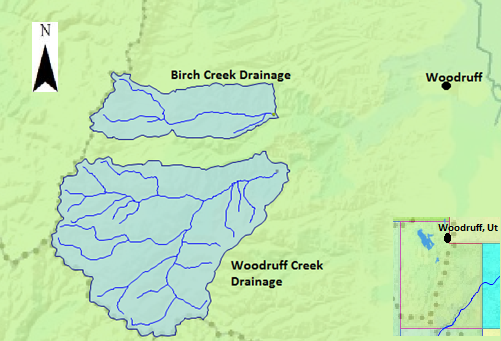 N
Birch Creek Drainage
Woodruff
Woodruff, Ut
Woodruff Creek
Drainage